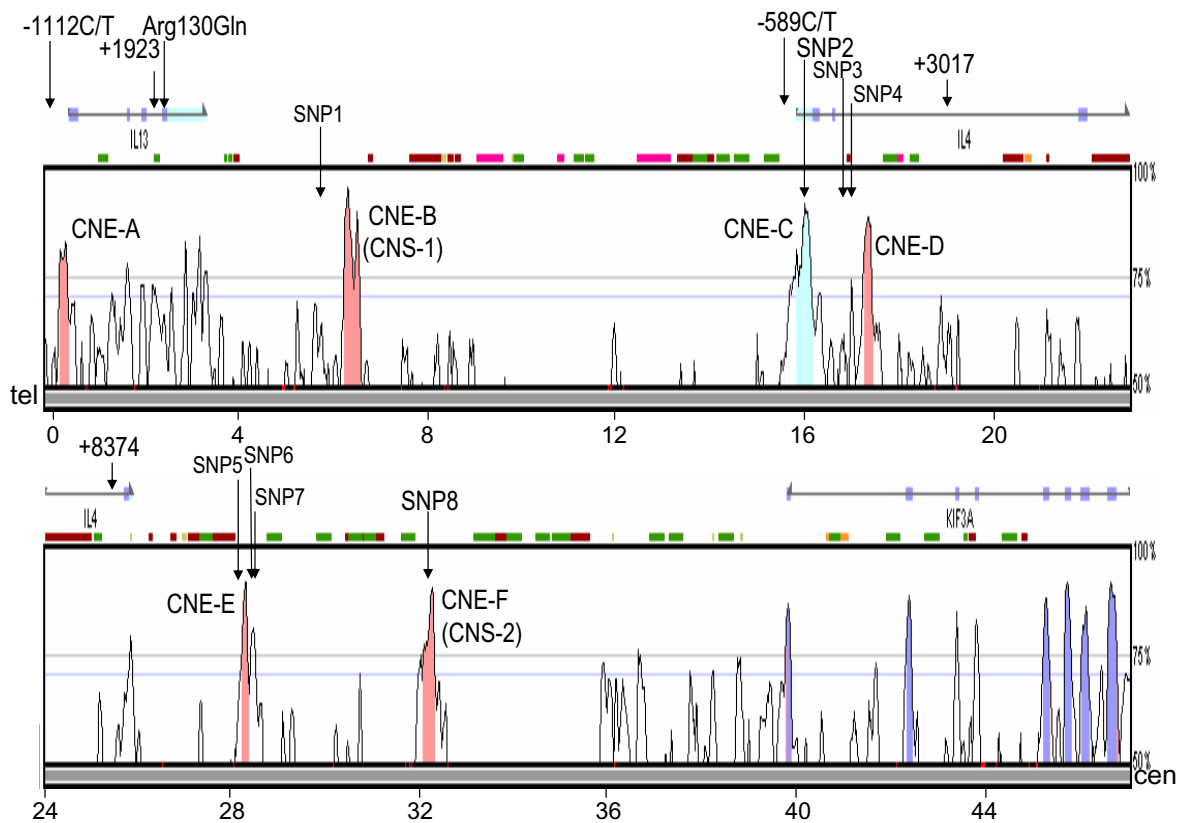 -1112C/T
Arg130Gln
+1923
-589C/T
SNP2
SNP3
+3017
SNP4
SNP1
IL13
IL4
100%
CNE-A
CNE-B
(CNS-1)
CNE-C
CNE-D
75%
50%
tel
0 4 8 12 16 20
+8374
SNP5
SNP6
SNP7
SNP8
IL4
KIF3A
100%
CNE-E
CNE-F
(CNS-2)
75%
50%
cen
24 28 32 36 40 44